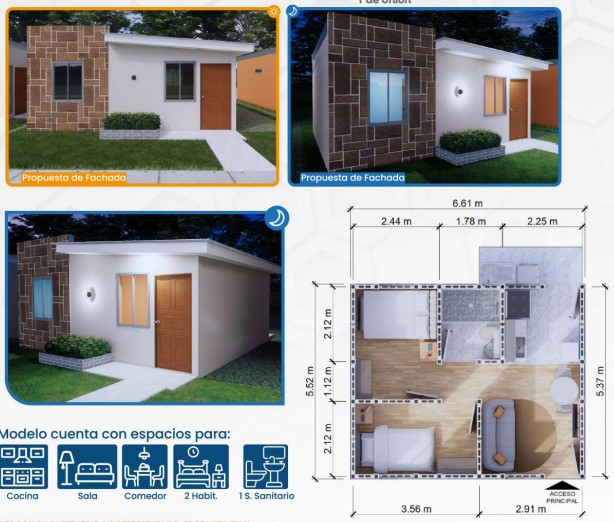 Propuesta de Fachada
Propuesta de Fachada
6.61 m
2.44 m
1.78 m
2.25 m
5.52 m
2.12 m
1.12 m
2.12 m
5.37 m
3.56 m
2.91 m
ACCESO
PRINCIPAL
Modelo cuenta con espacios para:
Cocina
Sala
Comedor
2 Habit.
1 S. Sanitario